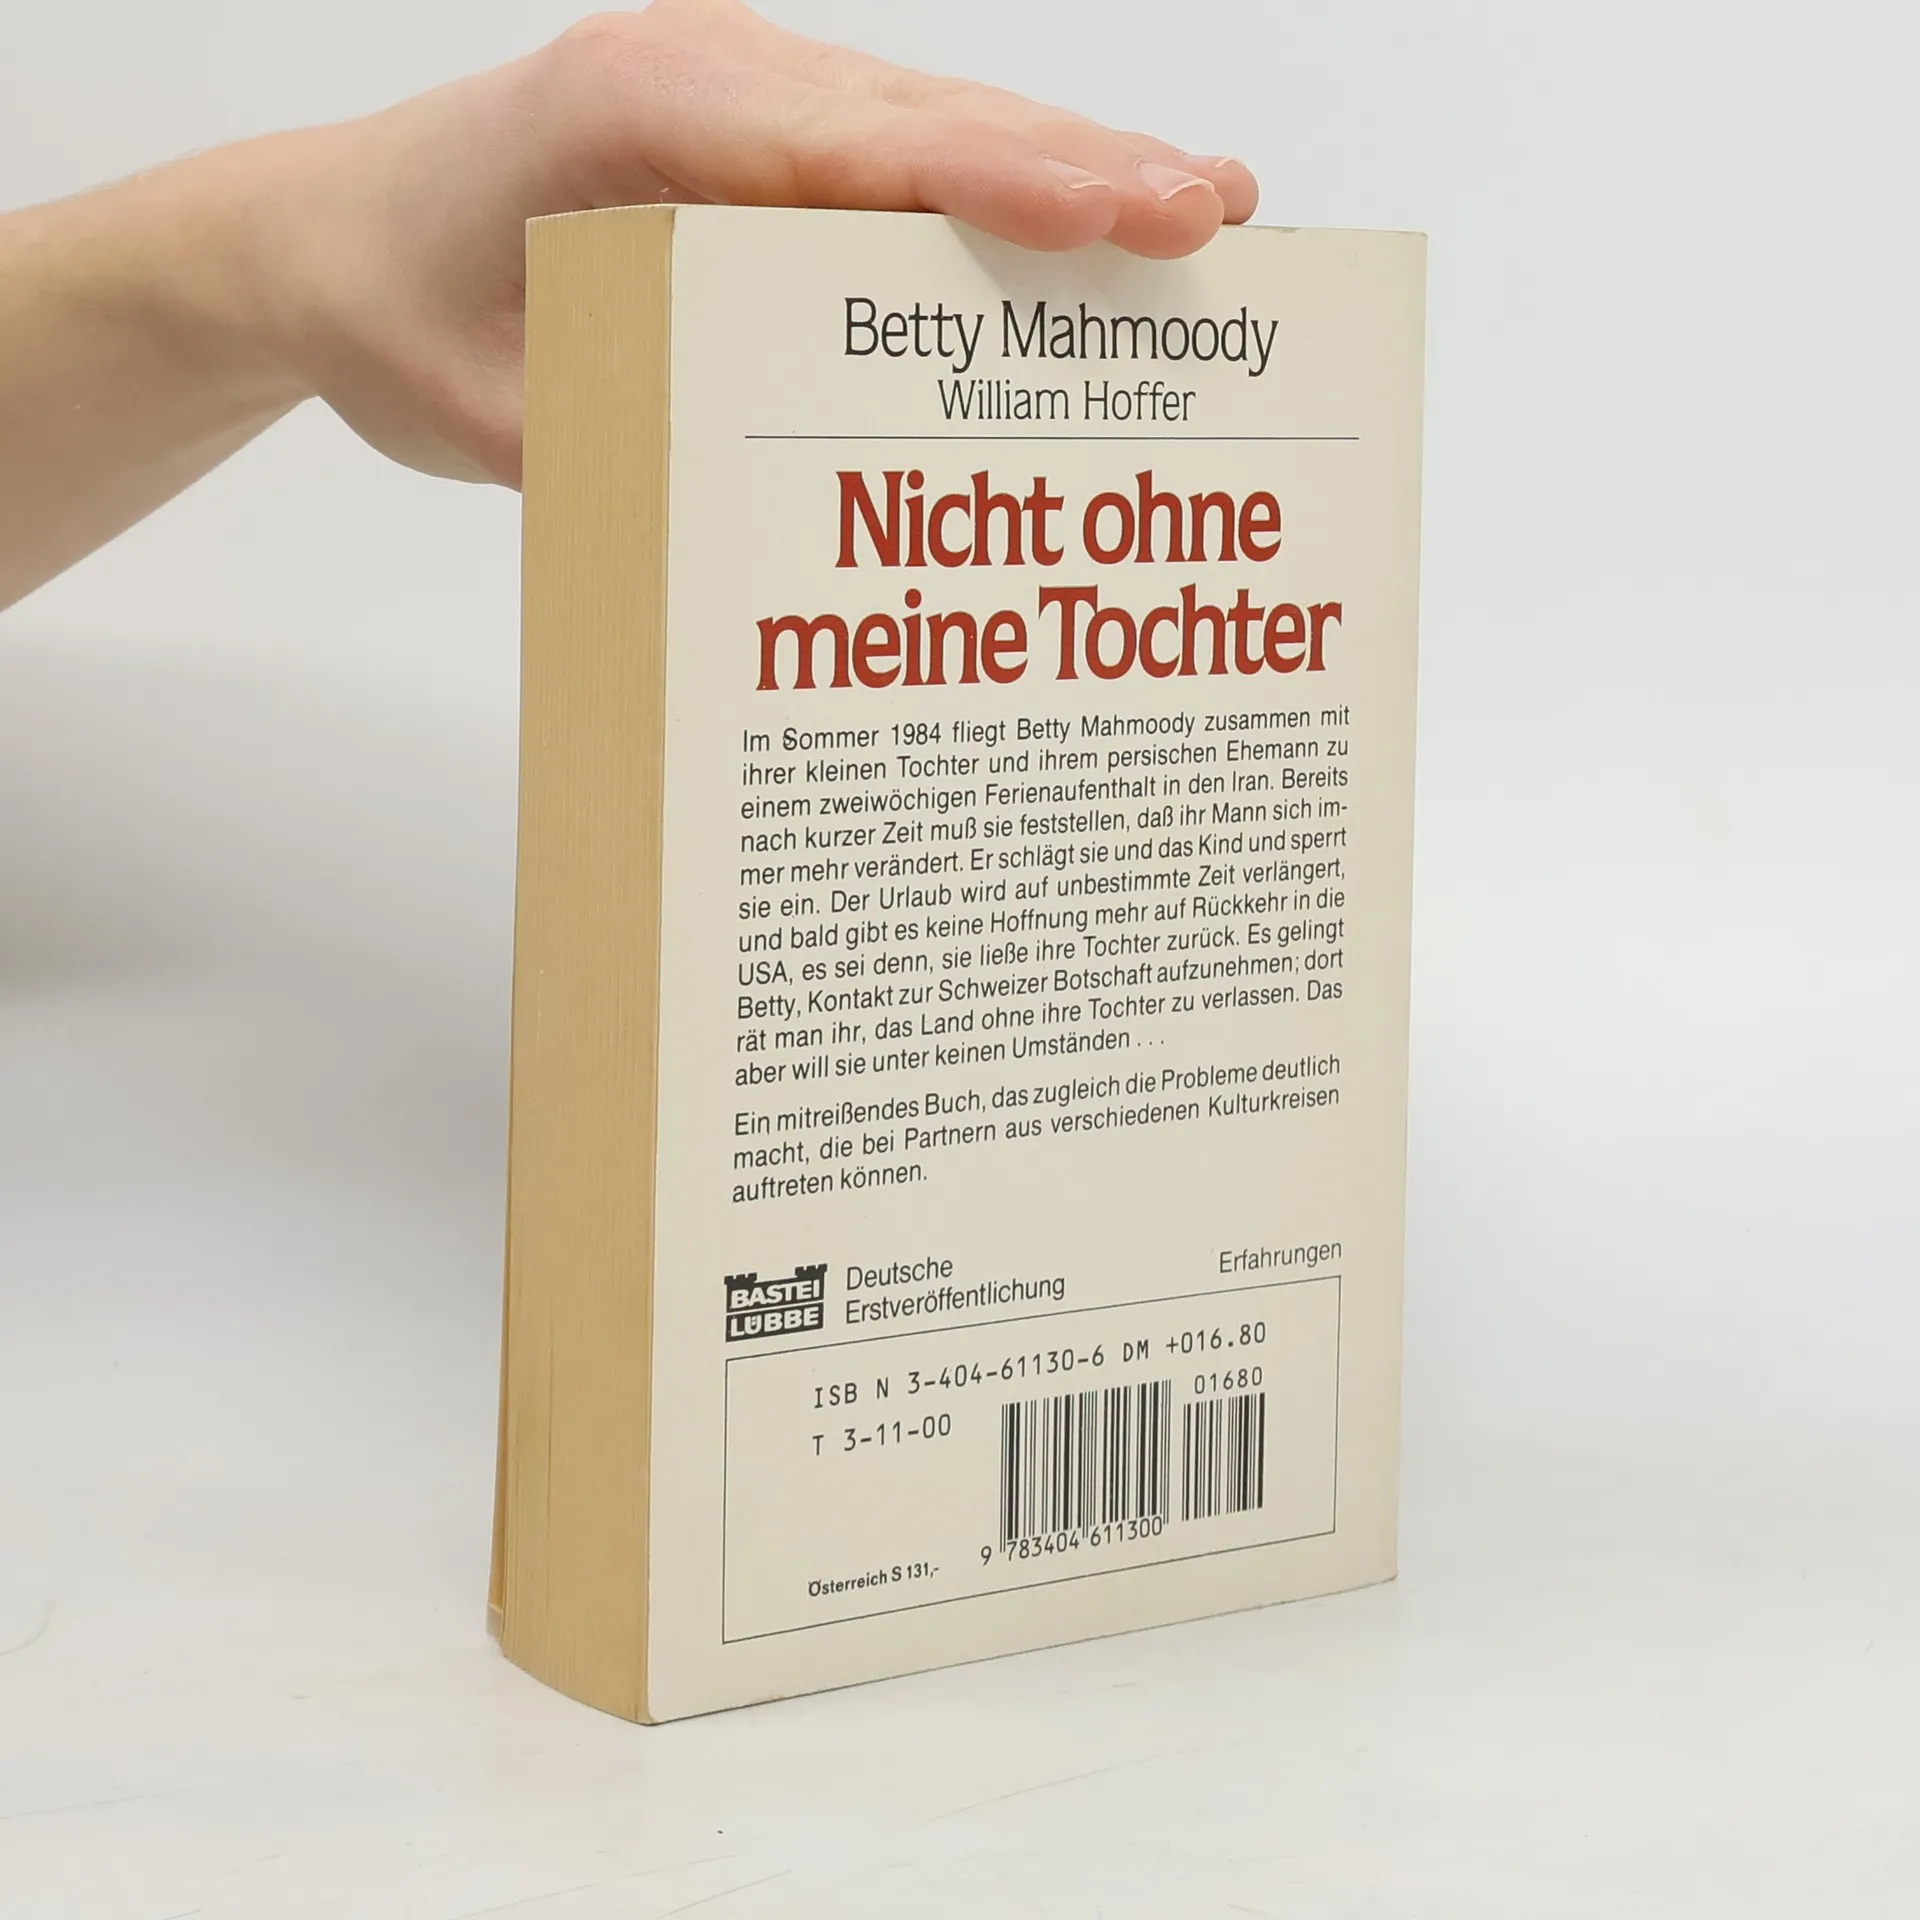 Betty Mahmoody
William Hoffer
Nicht ohne
meine Tochter
Im Sommer 1984 fliegt Betty Mahmoody zusammen mit
ihrer kleinen Tochter und ihrem persischen Ehemann zu
einem zweiwöchigen Ferienaufenthalt in den Iran. Bereits
nach kurzer Zeit muß sie feststellen, daß ihr Mann sich im-
mer mehr verändert. Er schlägt sie und das Kind und sperrt
sie ein. Der Urlaub wird auf unbestimmte Zeit verlängert,
und bald gibt es keine Hoffnung mehr auf Rückkehr in die
USA, es sei denn, sie ließe ihre Tochter zurück. Es gelingt
Betty, Kontakt zur Schweizer Botschaft aufzunehmen; dort
rät man ihr, das Land ohne ihre Tochter zu verlassen. Das
aber will sie unter keinen Umständen . . .
Ein mitreißendes Buch, das zugleich die Probleme deutlich
macht, die bei Partnern aus verschiedenen Kulturkreisen
auftreten können.
BASTEI
LÜBBE
Deutsche
Erstveröffentlichung
Erfahrungen
ISB N 3-404-61130-6 DM +016.80
T 3-11-00
01680
9 783404 611300
Österreich S 131,-